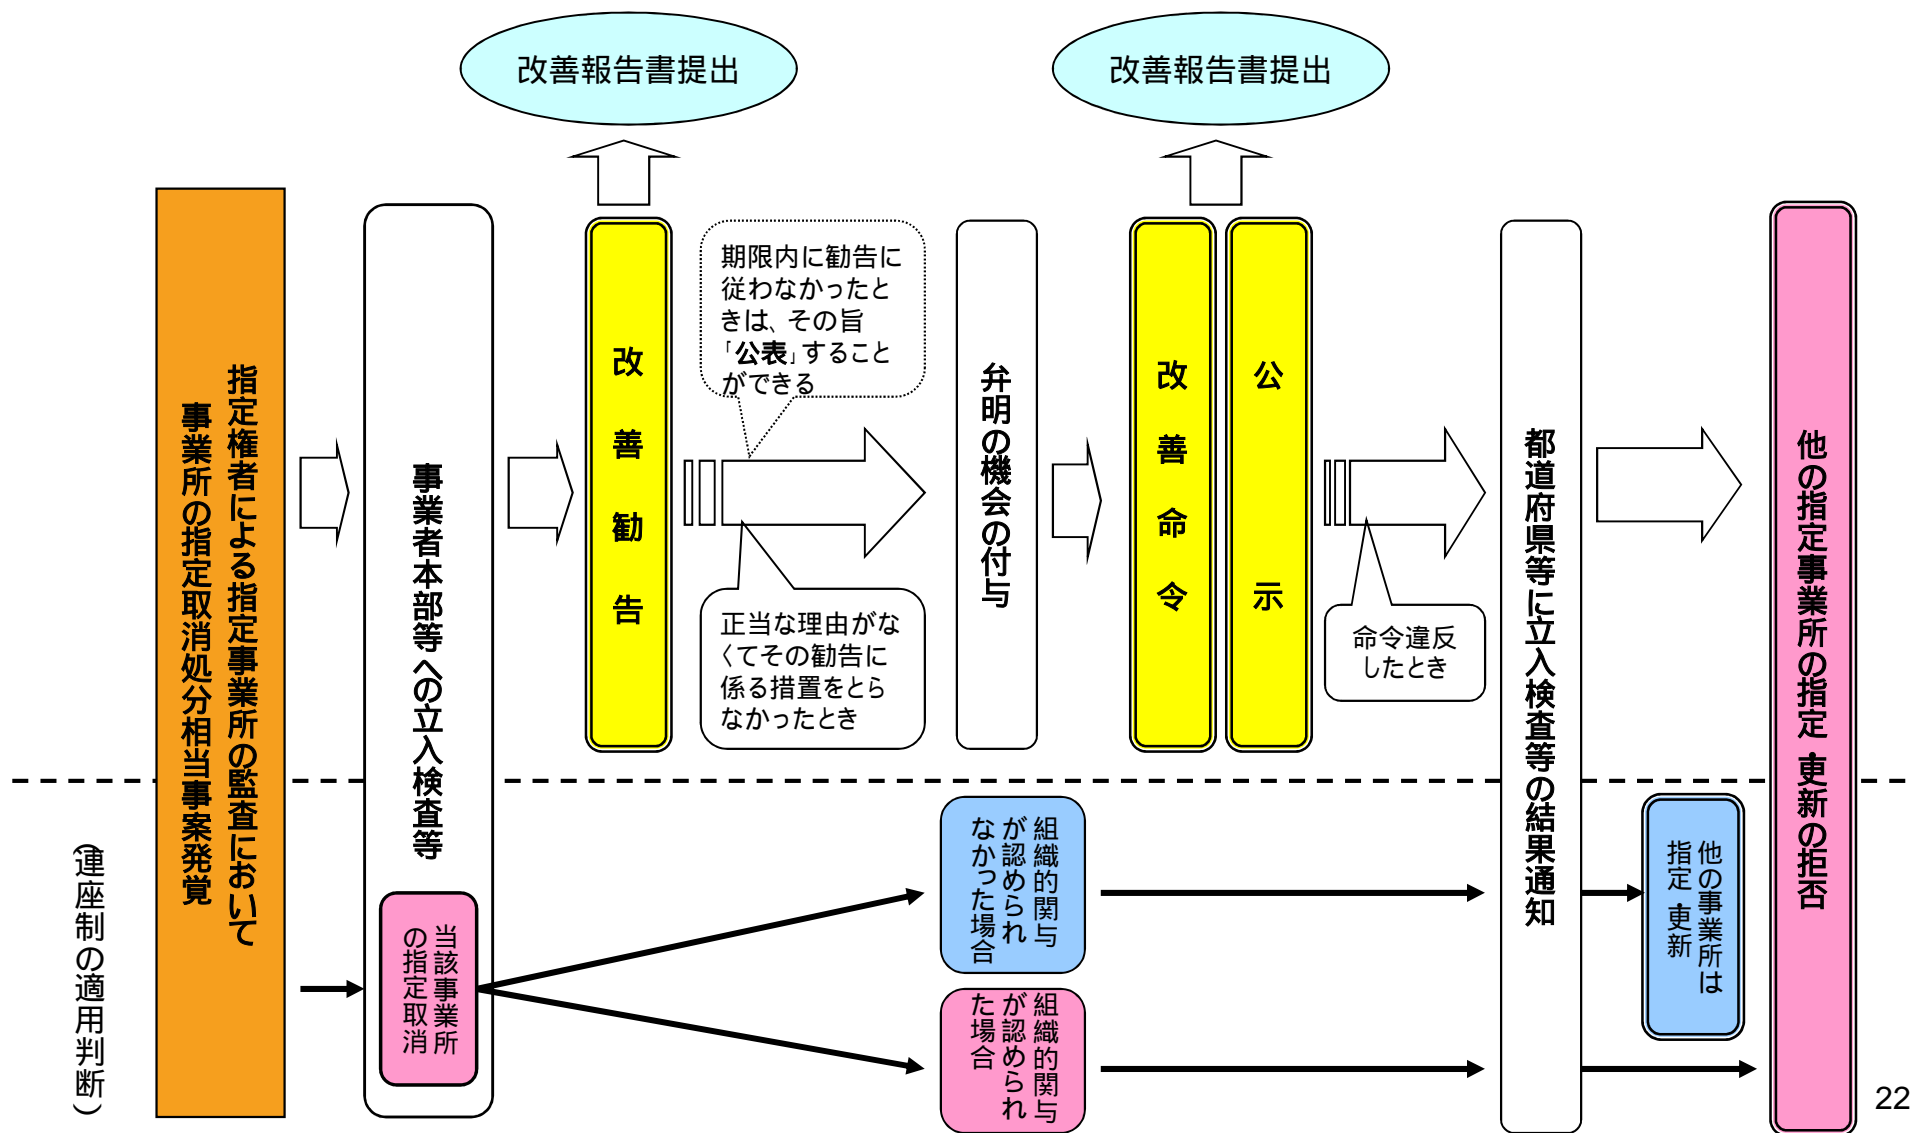 改善報告書提出
改善報告書提出
指定権者による指定事業所の監査において
事業所の指定取消処分相当事案発覚
事業者本部等への立入検査等
改善勧告
期限内に勧告に
従わなかったと
きは、その旨
「公表」すること
ができる
正当な理由がな
くてその勧告に
係る措置をとら
なかったとき
弁明の機会の付与
改善命令
公示
命令違反
したとき
都道府県等に立入検査等の結果通知
他の指定事業所の指定・更新の拒否
(連座制の適用判断)
当該事業所
の指定取消
組織的関与
が認められ
なかった場合
組織的関与
が認められ
た場合
他の事業所は
指定・更新
22